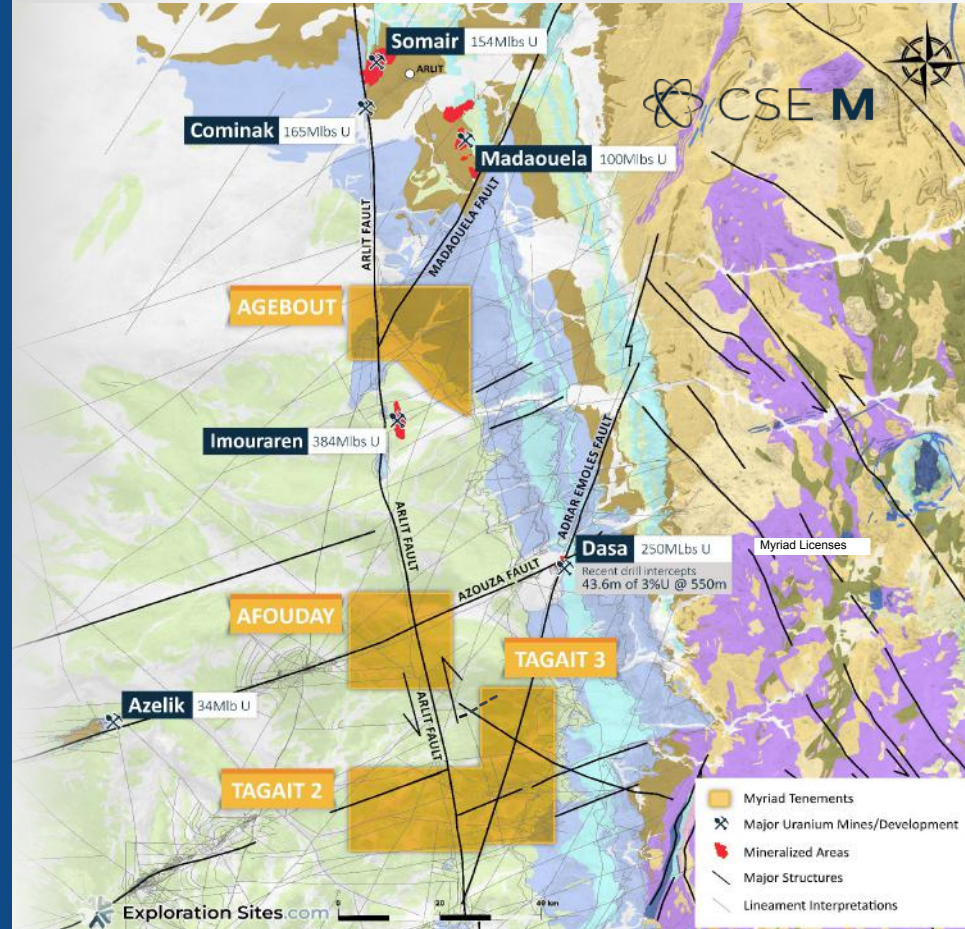 Somair 154Mlbs U
ARLIT
CSE M
Cominak 165Mlbs U
Madaouela 100Mlbs U
ARLIT FAULT
MADAOUELA FAULT
AGEBOUT
Imouraren 384Mlbs U
ADRAR EMOLES FAULT
ARLIT FAULT
Dasa 250MLbs U
Recent drill intercepts
43.6m of 3%U @ 550m
Myriad Licenses
AZOUZA FAULT
AFOUDAY
TAGAIT 3
Azelik 34Mlb U
ARLIT FAULT
TAGAIT 2
Myriad Tenements
Major Uranium Mines/Development
Mineralized Areas
Major Structures
Lineament Interpretations
Exploration Sites.com
0 20 40 km